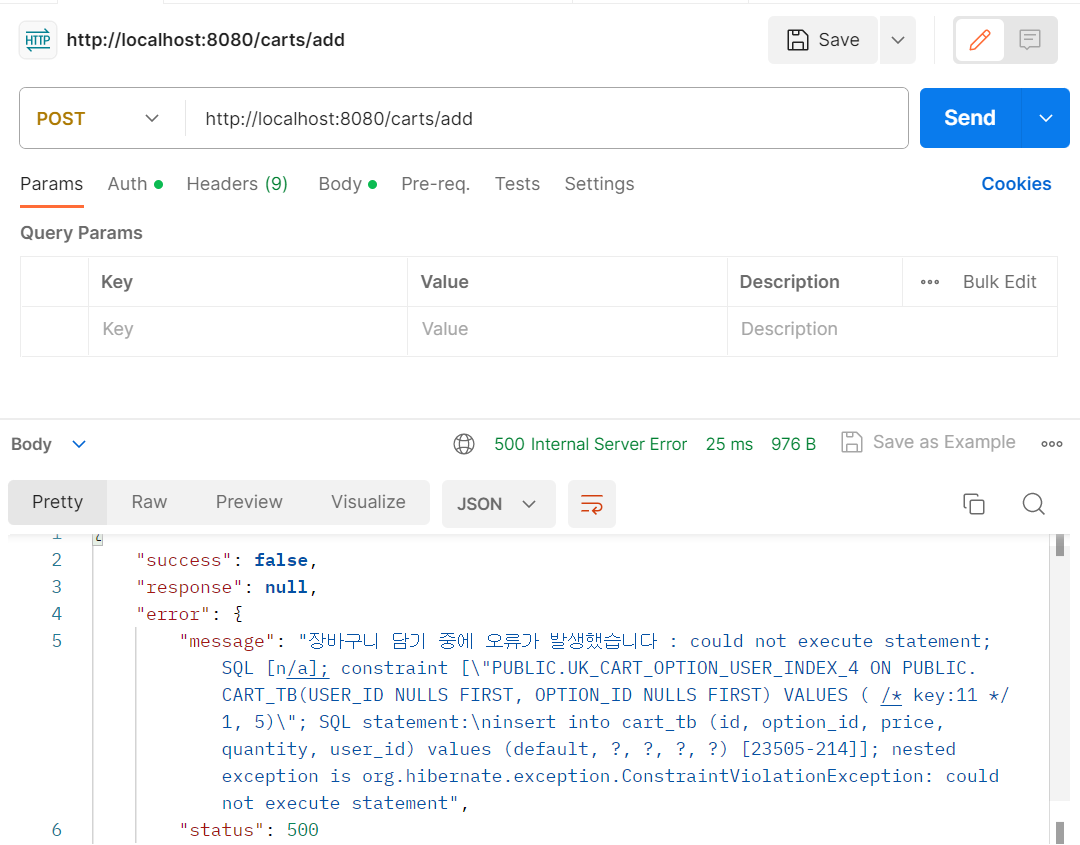 HTTP http://localhost:8080/carts/add Save
POST http://localhost:8080/carts/add Send
Params Auth Headers (9) Body Pre-req. Tests Settings Cookies
Query Params
Key Value Description Bulk Edit
Key Value Description
Body 500 Internal Server Error 25 ms 976 B Save as Example
Pretty Raw Preview Visualize JSON
1 {
2 "success": false,
3 "response": null,
4 "error": {
5 "message": "장바구니 담기 중에 오류가 발생했습니다 : could not execute statement;
SQL [n/a]; constraint [\"PUBLIC.UK_CART_OPTION_USER_INDEX_4 ON PUBLIC.
CART_TB(USER_ID NULLS FIRST, OPTION_ID NULLS FIRST) VALUES ( /* key:11 */
1, 5)\"; SQL statement:\ninsert into cart_tb (id, option_id, price,
quantity, user_id) values (default, ?, ?, ?, ?) [23505-214]]; nested
exception is org.hibernate.exception.ConstraintViolationException: could
not execute statement",
6 "status": 500